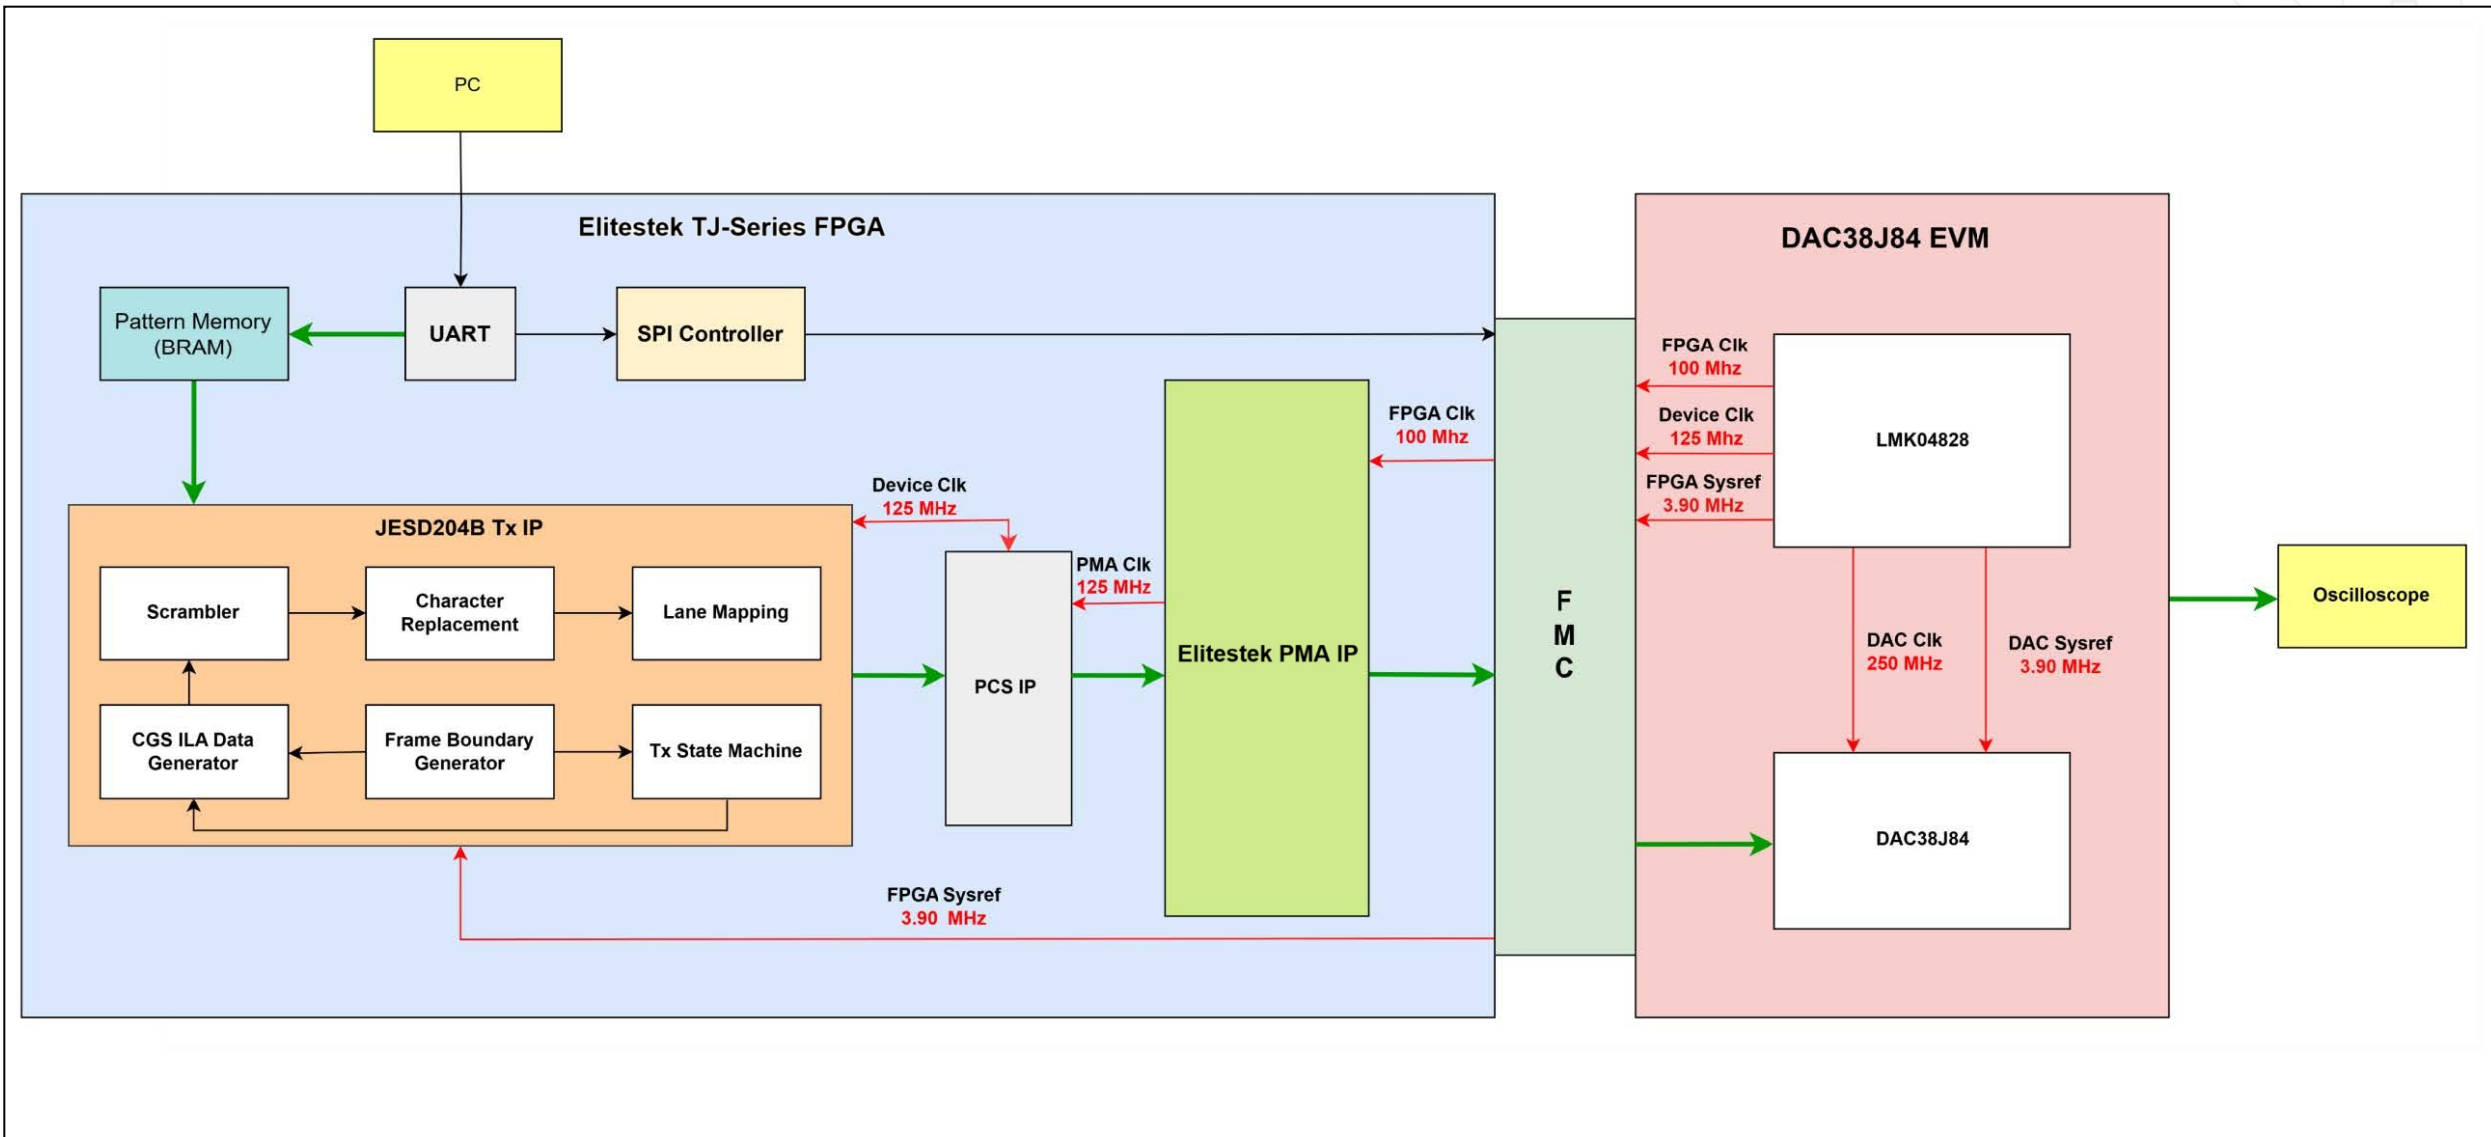 PC
Elitestek TJ-Series FPGA
DAC38J84 EVM
Pattern Memory
(BRAM)
UART
SPI Controller
FPGA Clk
100 Mhz
Device Clk
125 Mhz
FPGA Sysref
3.90 MHz
LMK04828
FPGA Clk
100 Mhz
Device Clk
125 MHz
JESD204B Tx IP
Scrambler
Character
Replacement
Lane Mapping
CGS ILA Data
Generator
Frame Boundary
Generator
Tx State Machine
PMA Clk
125 MHz
PCS IP
Elitestek PMA IP
F
M
C
DAC Clk
250 MHz
DAC Sysref
3.90 MHz
Oscilloscope
DAC38J84
FPGA Sysref
3.90 MHz